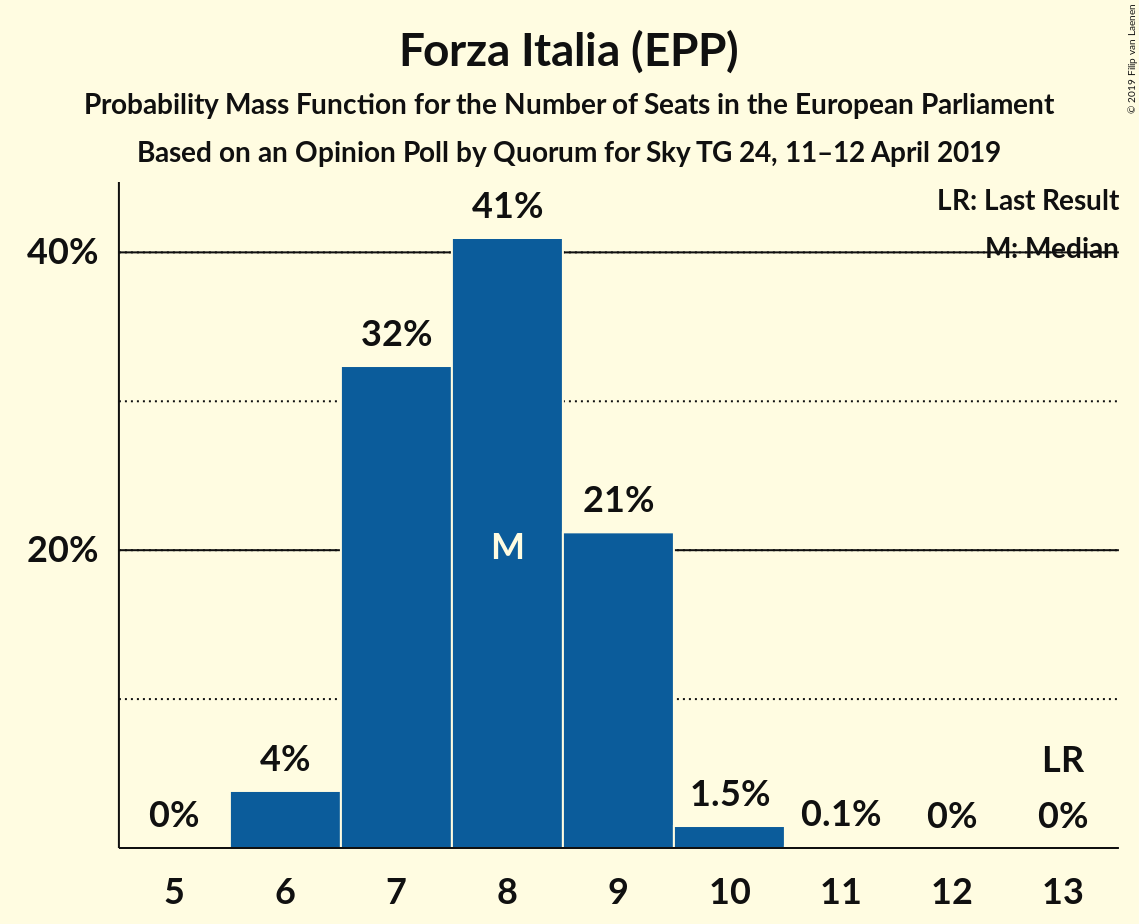 Forza Italia (EPP)
Probability Mass Function for the Number of Seats in the European Parliament
Based on an Opinion Poll by Quorum for Sky TG 24, 11–12 April 2019
© 2019 Filip van Laenen
LR: Last Result
M: Median
40%
20%
0%
4%
32%
41%
M
21%
1.5%
0.1%
0%
LR
0%
5 6 7 8 9 10 11 12 13